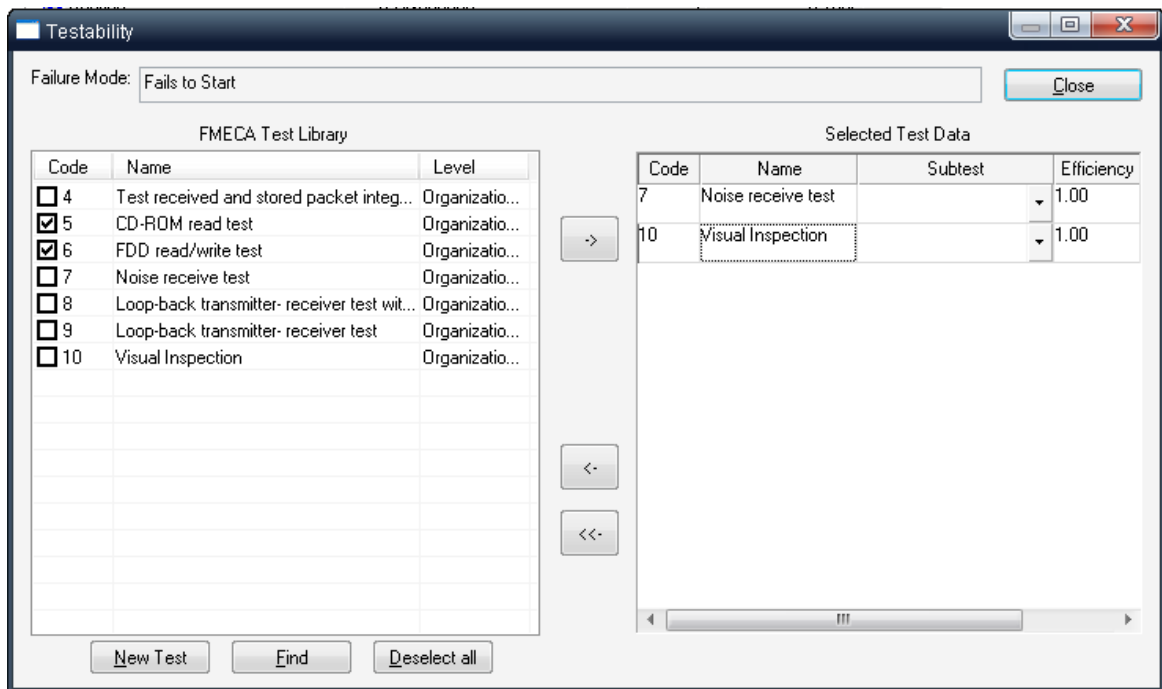 Testability
Failure Mode: Fails to Start
Close
FMECA Test Library
Code Name Level
4 Test received and stored packet integ... Organizatio...
5 CD-ROM read test Organizatio...
6 FDD read/write test Organizatio...
7 Noise receive test Organizatio...
8 Loop-back transmitter- receiver test wit... Organizatio...
9 Loop-back transmitter- receiver test Organizatio...
10 Visual Inspection Organizatio...
New Test Find Deselect all
->
<-
<<-
Selected Test Data
Code Name Subtest Efficiency
7 Noise receive test 1.00
10 Visual Inspection 1.00